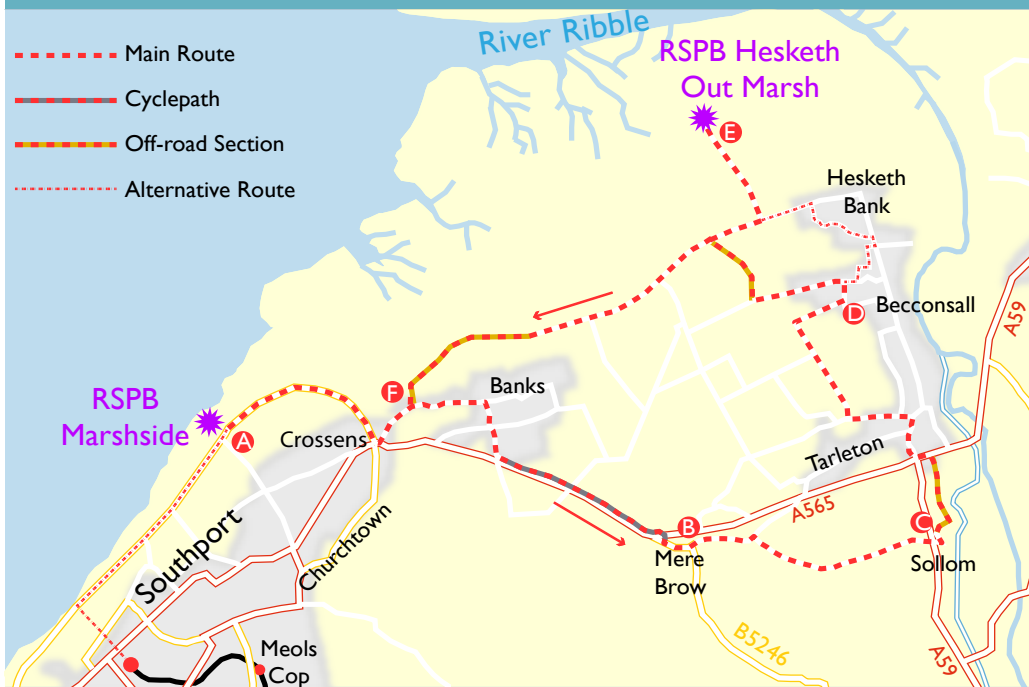 River Ribble
Main Route
Cyclepath
Off-road Section
Alternative Route
RSPB Hesketh
Out Marsh
E
Hesketh
Bank
A59
D
Becconsall
F
Banks
RSPB
Marshside
A
Crossens
Tarleton
A565
B
C
Southport
Churchtown
Mere
Brow
Sollom
B5246
A59
Meols
Cop